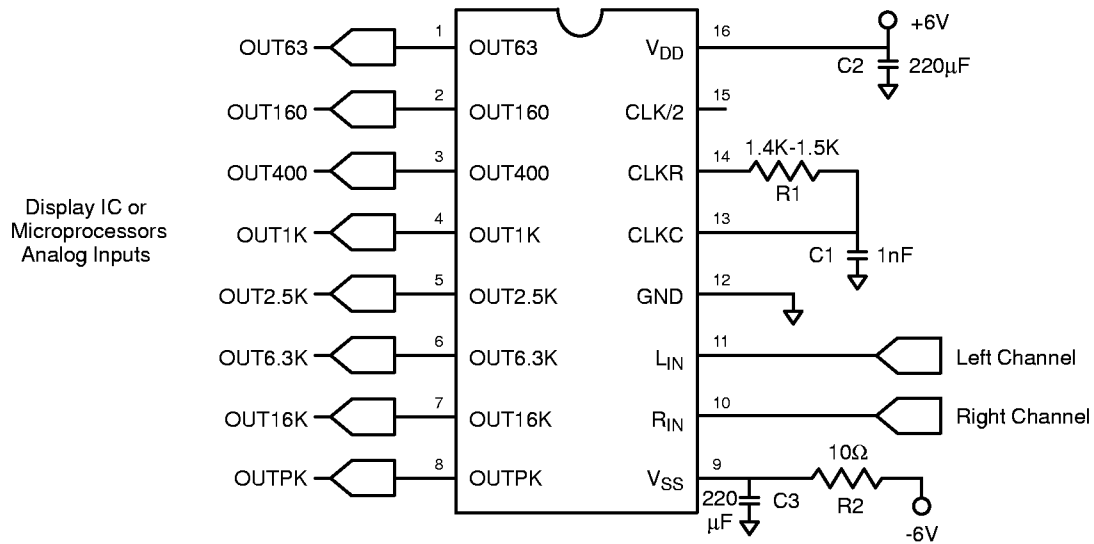 +6V
1
16
OUT63
OUT63
VDD
C2
220µF
2
15
OUT160
OUT160
CLK/2
1.4K-1.5K
3
14
OUT400
OUT400
CLKR
R1
Display IC or
Microprocessors
Analog Inputs
4
13
OUT1K
OUT1K
CLKC
C1
1nF
5
12
OUT2.5K
OUT2.5K
GND
6
11
OUT6.3K
OUT6.3K
LIN
Left Channel
7
10
OUT16K
OUT16K
RIN
Right Channel
10Ω
8
9
OUTPK
OUTPK
VSS
220
µF
C3
R2
-6V